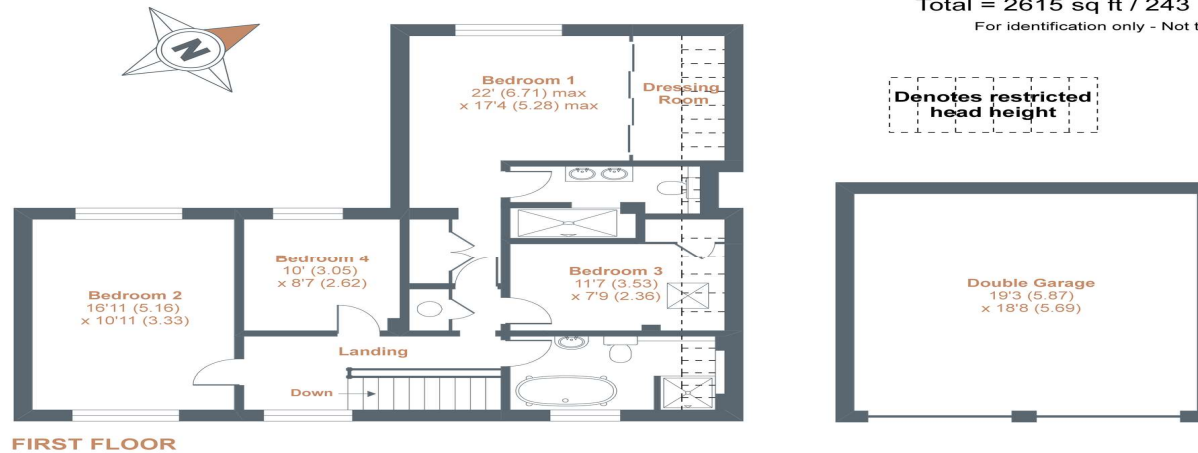 Total = 2615 sq ft / 243
For identification only - Not t
N
Bedroom 1
22' (6.71) max
x 17'4 (5.28) max
Dressing
Room
Denotes restricted
head height
Bedroom 2
16'11 (5.16)
x 10'11 (3.33)
Bedroom 4
10' (3.05)
x 8'7 (2.62)
Bedroom 3
11'7 (3.53)
x 7'9 (2.36)
Double Garage
19'3 (5.87)
x 18'8 (5.69)
Landing
Down
FIRST FLOOR